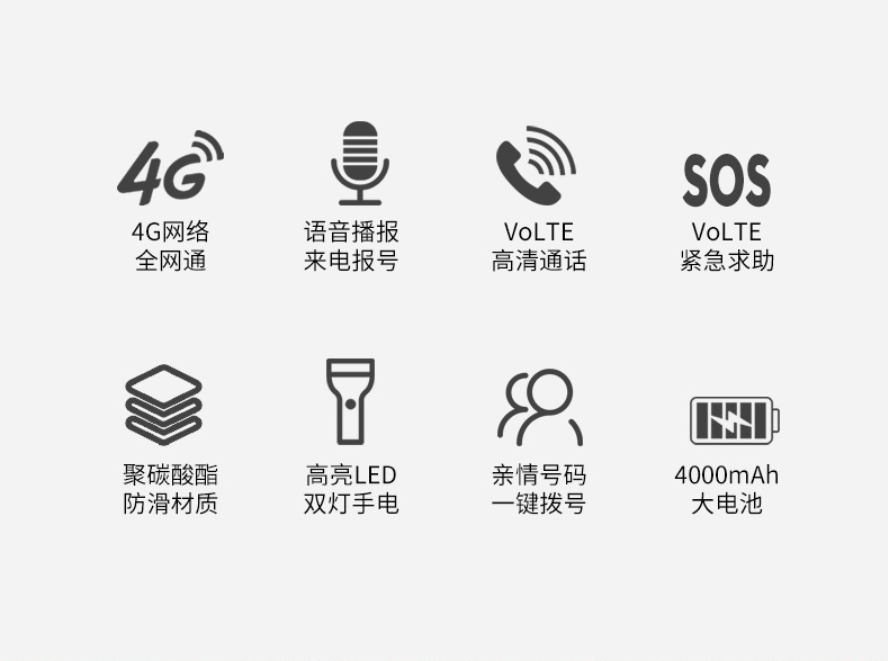 4G
SOS
4G网络
全网通
语音播报
来电报号
VoLTE
高清通话
VoLTE
紧急求助
聚碳酸酯
防滑材质
高亮LED
双灯手电
亲情号码
一键拨号
4000mAh
大电池